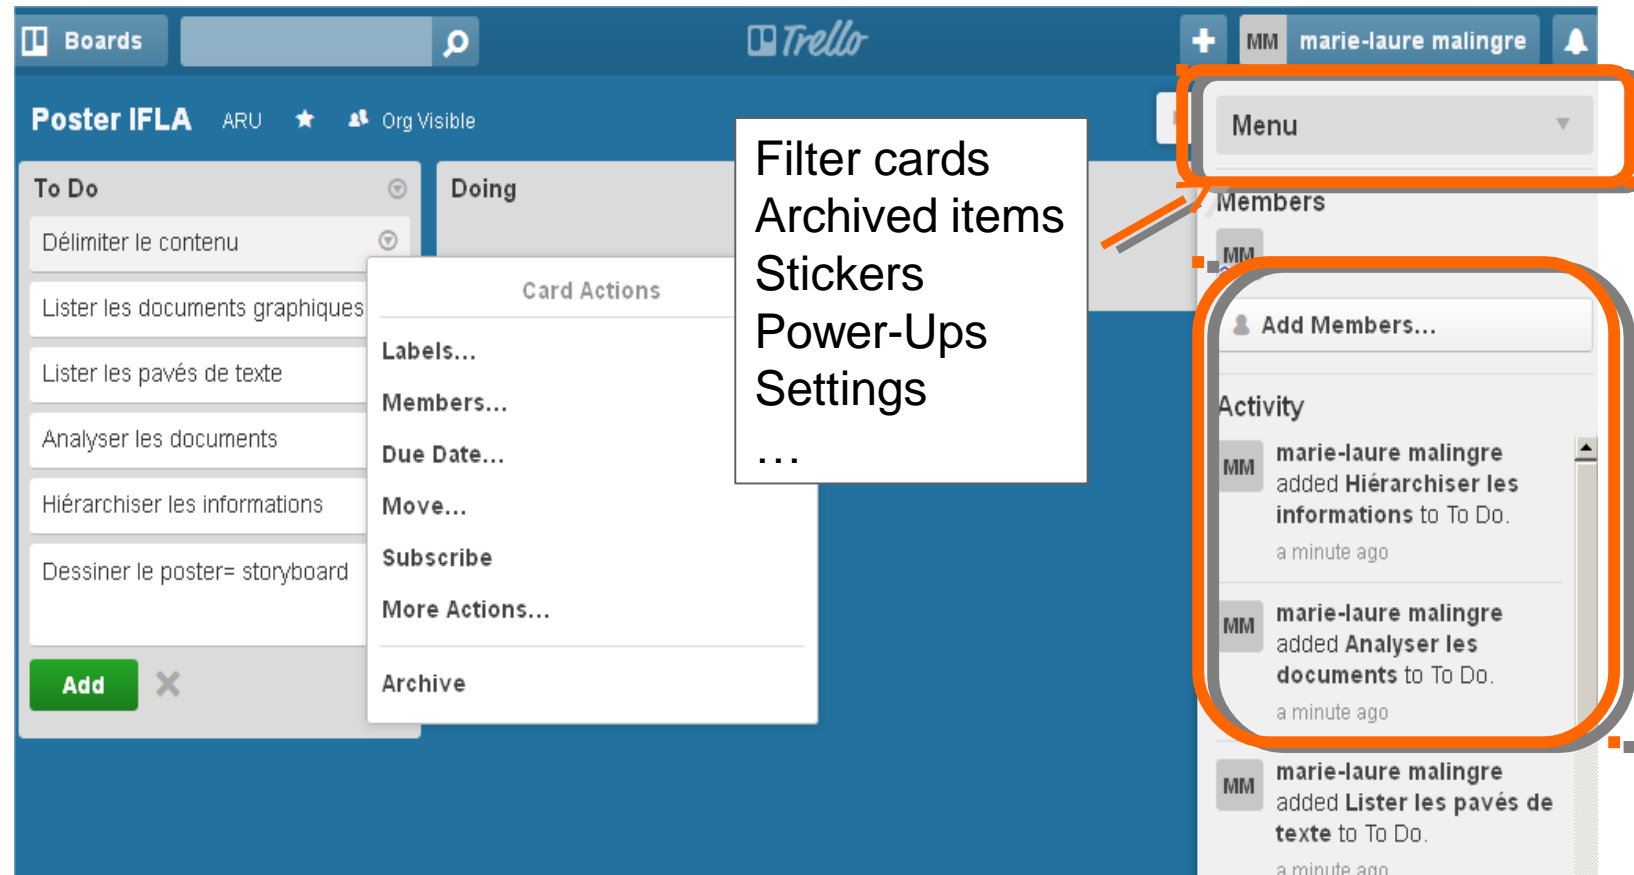 Boards
Trello
MM marie-laure malingre
Poster IFLA ARU Org Visible
Menu
To Do
Délimiter le contenu
Lister les documents graphiques
Lister les pavés de texte
Analyser les documents
Hiérarchiser les informations
Dessiner le poster= storyboard
Add
Doing
Card Actions
Labels...
Members...
Due Date...
Move...
Subscribe
More Actions...
Archive
Filter cards
Archived items
Stickers
Power-Ups
Settings
…
Members
MM
Add Members...
Activity
MM
marie-laure malingre
added Hiérarchiser les
informations to To Do.
a minute ago
MM
marie-laure malingre
added Analyser les
documents to To Do.
a minute ago
MM
marie-laure malingre
added Lister les pavés de
texte to To Do.
a minute ago